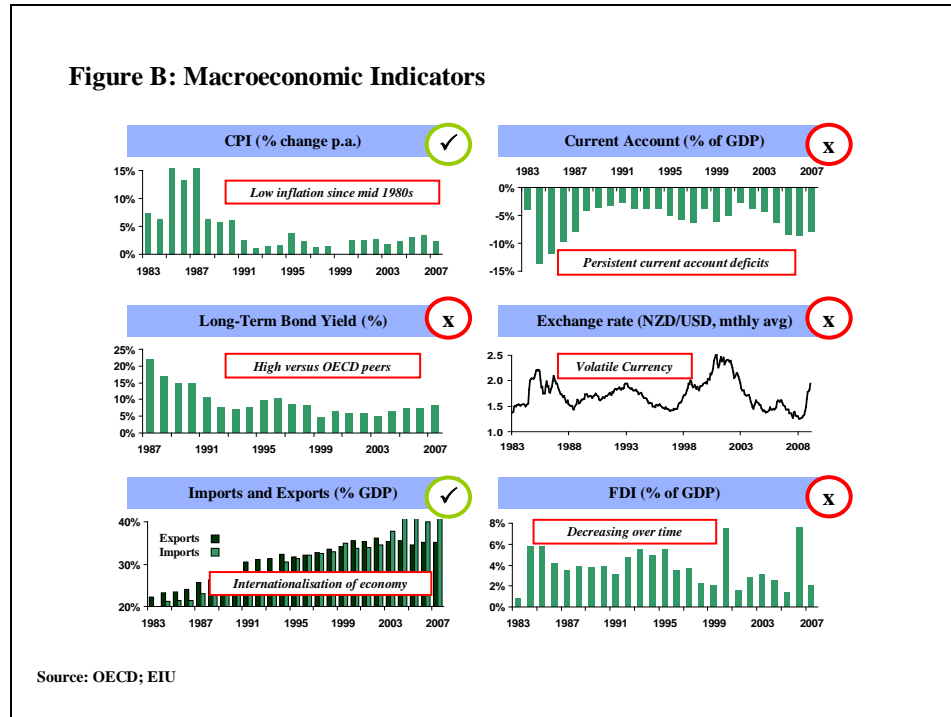 Figure B: Macroeconomic Indicators
CPI (% change p.a.)
✓
15%
10%
5%
0%
Low inflation since mid 1980s
1983 1987 1991 1995 1999 2003 2007
Current Account (% of GDP)
x
1983 1987 1991 1995 1999 2003 2007
0%
-5%
-10%
-15%
Persistent current account deficits
Long-Term Bond Yield (%)
x
25%
20%
15%
10%
5%
0%
High versus OECD peers
1987 1991 1995 1999 2003 2007
Exchange rate (NZD/USD, mthly avg)
x
2.5
2.0
1.5
1.0
Volatile Currency
1983 1988 1993 1998 2003 2008
Imports and Exports (% GDP)
✓
40%
30%
20%
Exports
Imports
Internationalisation of economy
1983 1987 1991 1995 1999 2003 2007
FDI (% of GDP)
x
8%
6%
4%
2%
0%
Decreasing over time
1983 1987 1991 1995 1999 2003 2007
Source: OECD; EIU